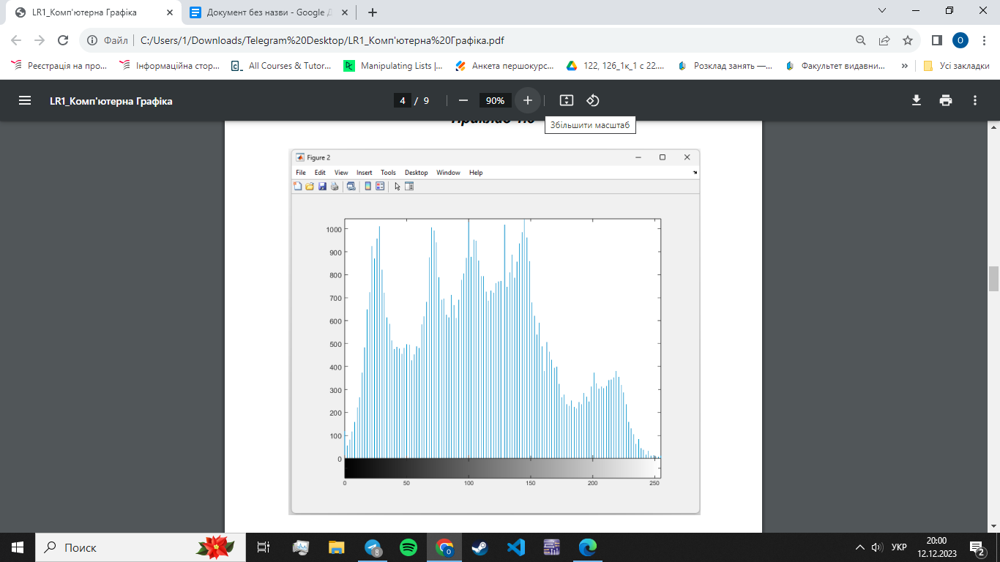 LR1_Комп'ютерна Графіка
Документ без назви - Google Д
Файл
C:/Users/1/Downloads/Telegram%20Desktop/LR1_Комп'ютерна%20Графіка.pdf
Реєстрація на про...
Інформаційна стор...
All Courses & Tutor...
Manipulating Lists |...
Анкета першокурс...
122, 126_1к_1 с 22....
Розклад занять —...
Факультет видавни...
»
Усі закладки
LR1_Комп'ютерна Графіка
4 / 9
90%
Збільшити масштаб
Figure 2
File Edit View Insert Tools Desktop Window Help
1000
900
800
700
600
500
400
300
200
100
0
0 50 100 150 200 250
Поиск
8
УКР
20:00
12.12.2023
2